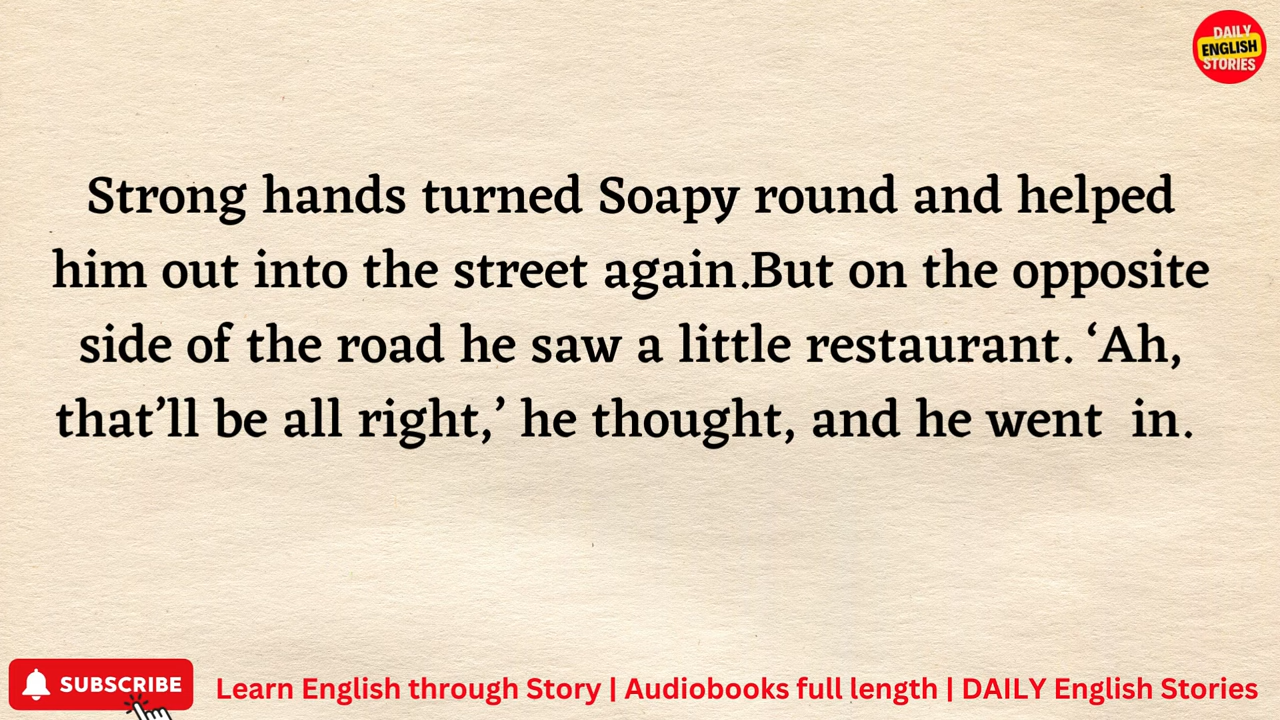 DAILY
ENGLISH
STORIES
Strong hands turned Soapy round and helped
him out into the street again.But on the opposite
side of the road he saw a little restaurant. ‘Ah,
that’ll be all right,’ he thought, and he went  in.
SUBSCRIBE
Learn English through Story | Audiobooks full length | DAILY English Stories